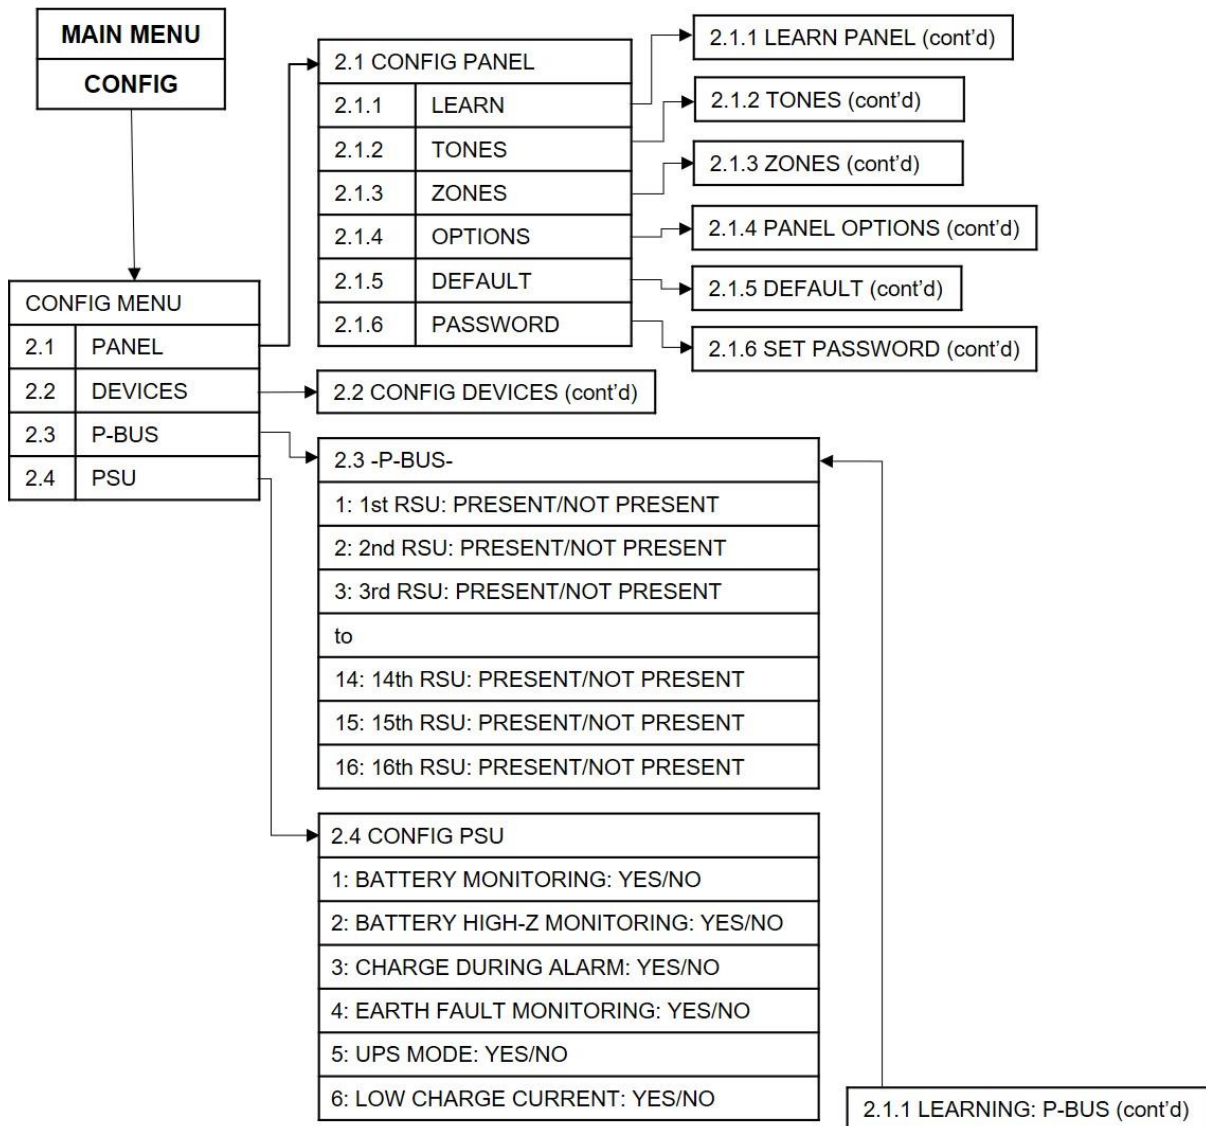 MAIN MENU
CONFIG
CONFIG MENU
2.1 PANEL
2.2 DEVICES
2.3 P-BUS
2.4 PSU
2.1 CONFIG PANEL
2.1.1 LEARN
2.1.2 TONES
2.1.3 ZONES
2.1.4 OPTIONS
2.1.5 DEFAULT
2.1.6 PASSWORD
2.1.1 LEARN PANEL (cont’d)
2.1.2 TONES (cont’d)
2.1.3 ZONES (cont’d)
2.1.4 PANEL OPTIONS (cont’d)
2.1.5 DEFAULT (cont’d)
2.1.6 SET PASSWORD (cont’d)
2.2 CONFIG DEVICES (cont’d)
2.3 -P-BUS-
1: 1st RSU: PRESENT/NOT PRESENT
2: 2nd RSU: PRESENT/NOT PRESENT
3: 3rd RSU: PRESENT/NOT PRESENT
to
14: 14th RSU: PRESENT/NOT PRESENT
15: 15th RSU: PRESENT/NOT PRESENT
16: 16th RSU: PRESENT/NOT PRESENT
2.4 CONFIG PSU
1: BATTERY MONITORING: YES/NO
2: BATTERY HIGH-Z MONITORING: YES/NO
3: CHARGE DURING ALARM: YES/NO
4: EARTH FAULT MONITORING: YES/NO
5: UPS MODE: YES/NO
6: LOW CHARGE CURRENT: YES/NO
2.1.1 LEARNING: P-BUS (cont’d)